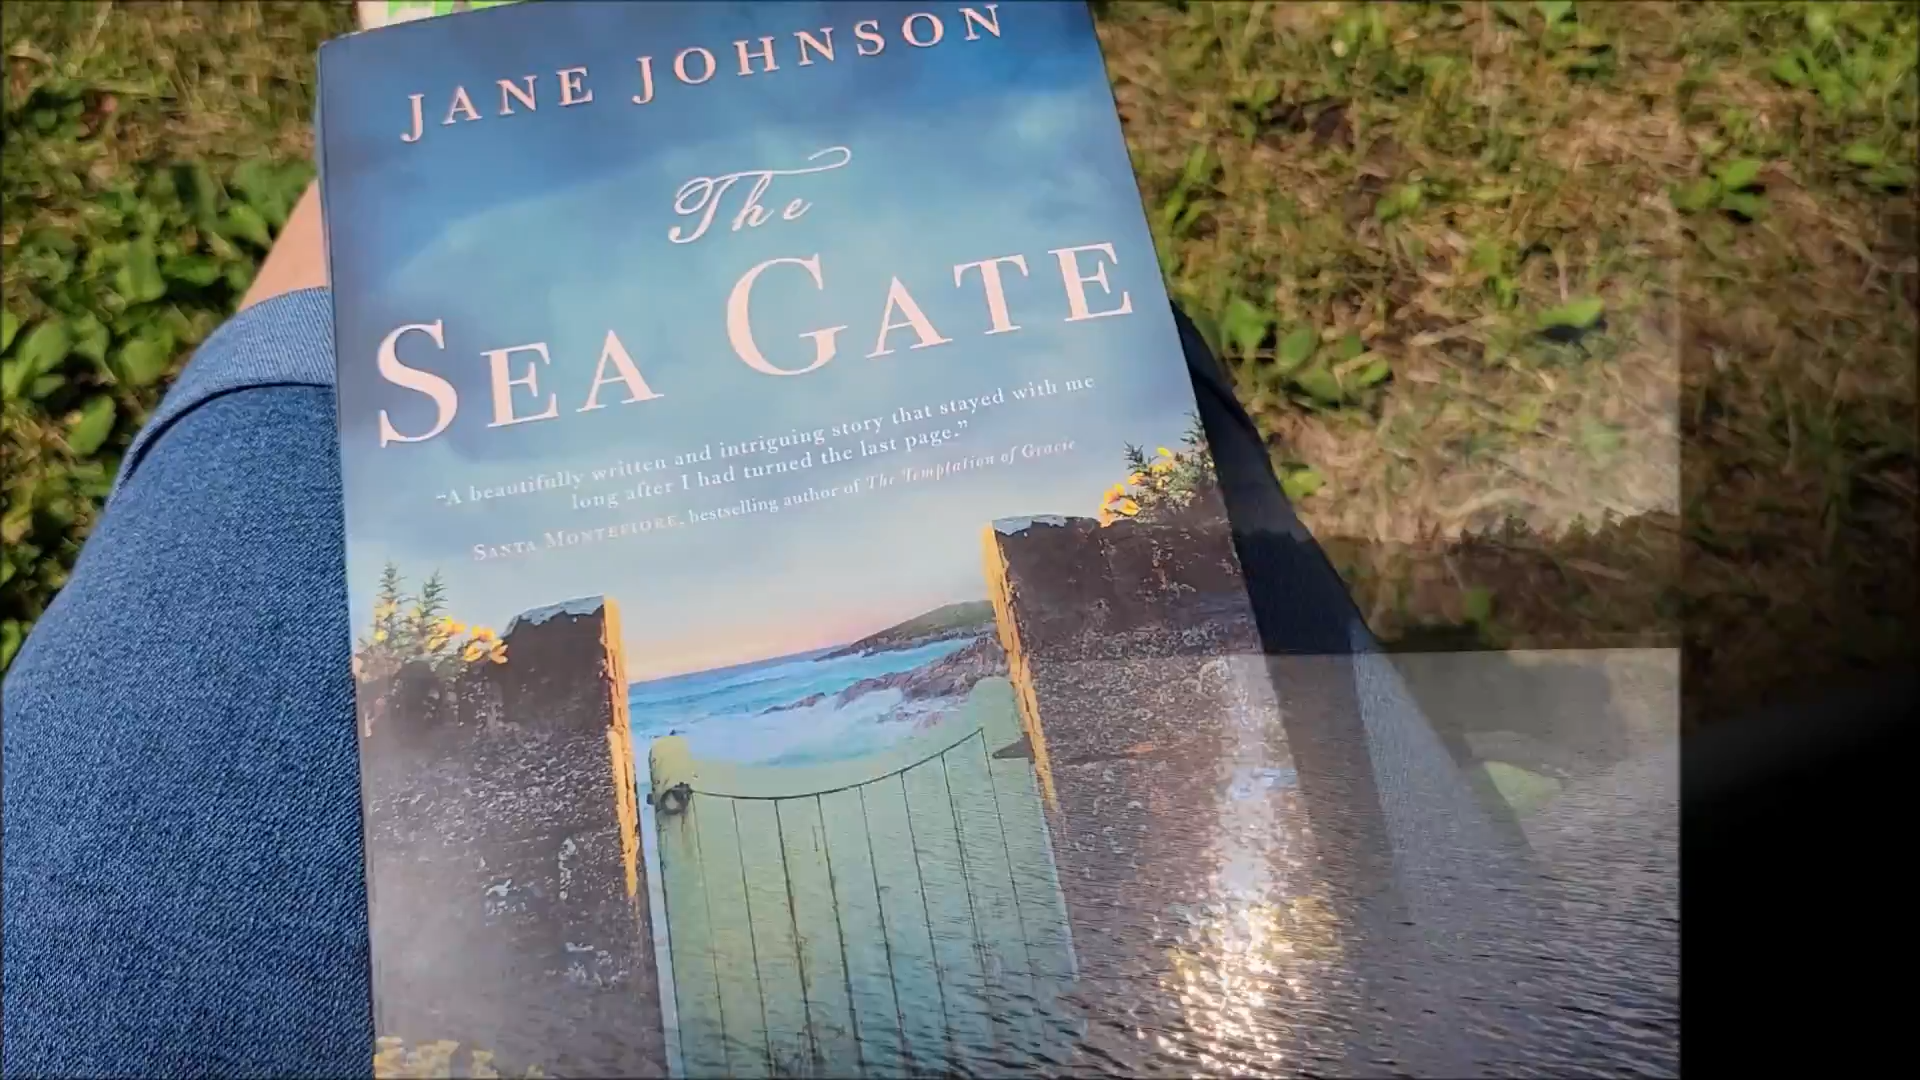 JANE JOHNSON
The
SEA GATE
“A beautifully written and intriguing story that stayed with me
long after I had turned the last page.”
SANTA MONTEFIORE, bestselling author of The Temptation of Gracie